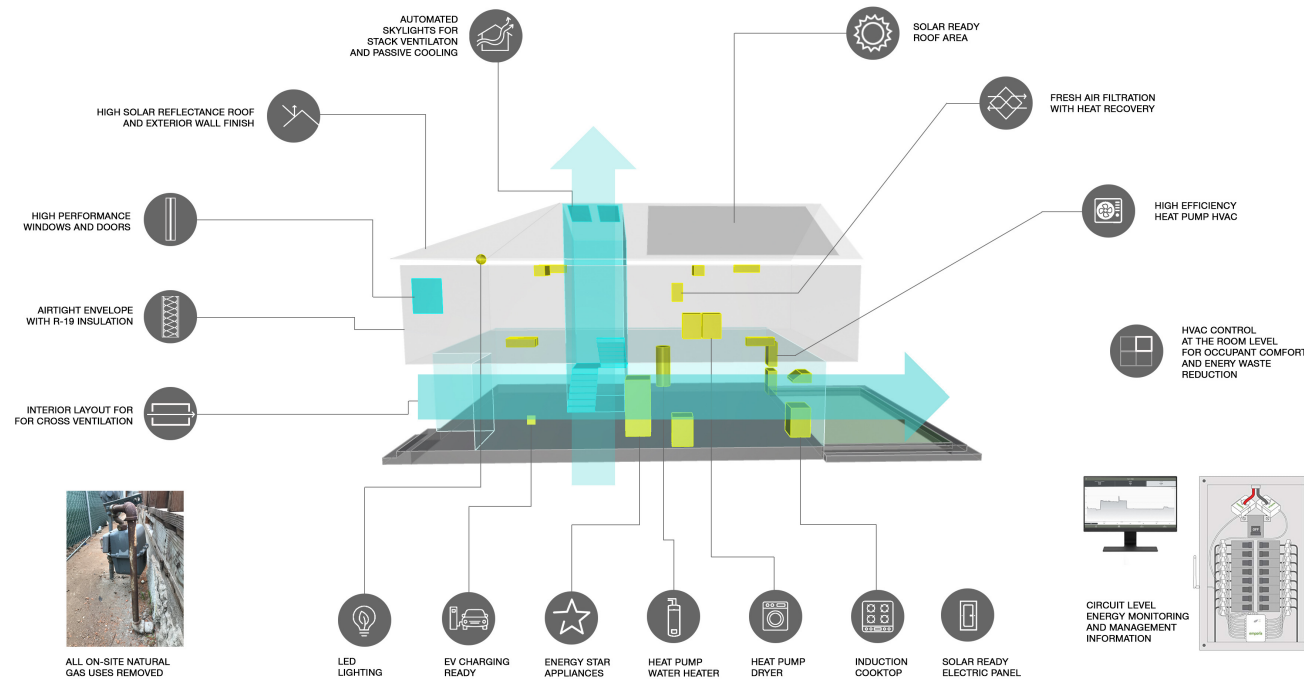 AUTOMATED
SKYLIGHTS FOR
STACK VENTILATON
AND PASSIVE COOLING
SOLAR READY
ROOF AREA
HIGH SOLAR REFLECTANCE ROOF
AND EXTERIOR WALL FINISH
FRESH AIR FILTRATION
WITH HEAT RECOVERY
HIGH PERFORMANCE
WINDOWS AND DOORS
HIGH EFFICIENCY
HEAT PUMP HVAC
AIRTIGHT ENVELOPE
WITH R-19 INSULATION
HVAC CONTROL
AT THE ROOM LEVEL
FOR OCCUPANT COMFORT
AND ENERY WASTE
REDUCTION
INTERIOR LAYOUT FOR
FOR CROSS VENTILATION
OFF
CIRCUIT LEVEL
ENERGY MONITORING
AND MANAGEMENT
INFORMATION
ALL ON-SITE NATURAL
GAS USES REMOVED
LED
LIGHTING
EV CHARGING
READY
ENERGY STAR
APPLIANCES
HEAT PUMP
WATER HEATER
HEAT PUMP
DRYER
INDUCTION
COOKTOP
SOLAR READY
ELECTRIC PANEL